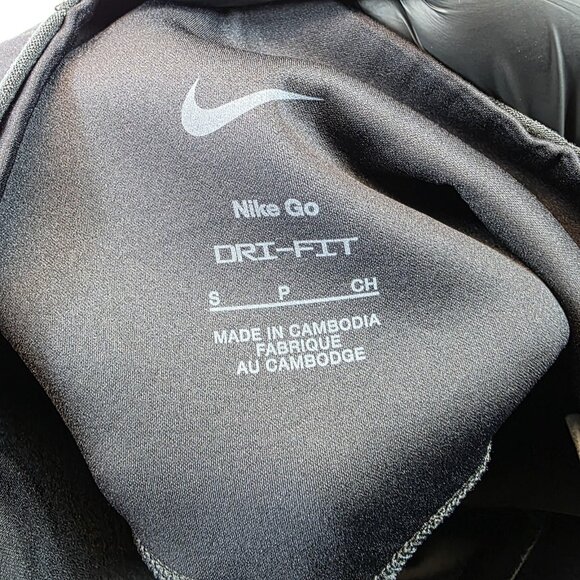 Nike Go
DRI-FIT
S P CH
MADE IN CAMBODIA
FABRIQUE
AU CAMBODGE